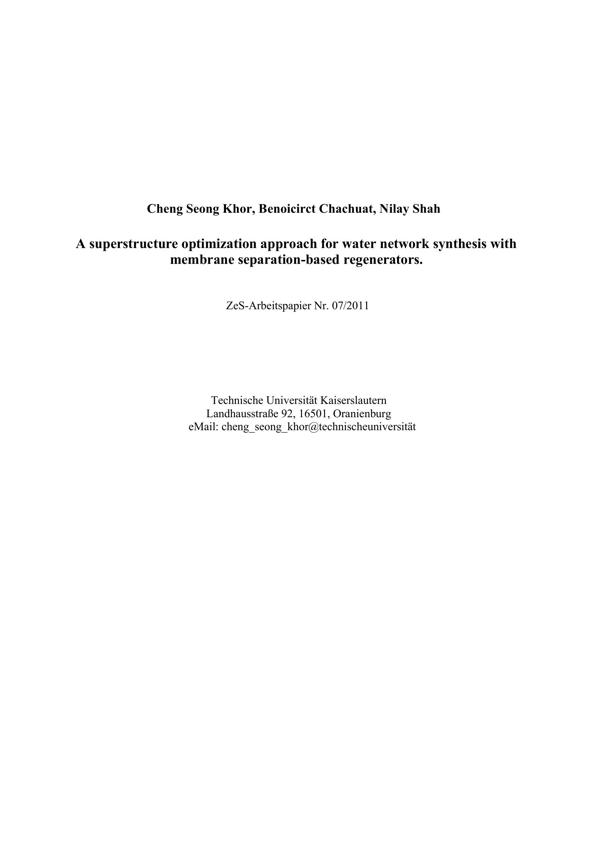 Cheng Seong Khor, Benoicirct Chachuat, Nilay Shah
A superstructure optimization approach for water network synthesis with
membrane separation-based regenerators.
ZeS-Arbeitspapier Nr. 07/2011
Technische Universität Kaiserslautern
Landhausstraße 92, 16501, Oranienburg
eMail: cheng_seong_khor@technischeuniversität